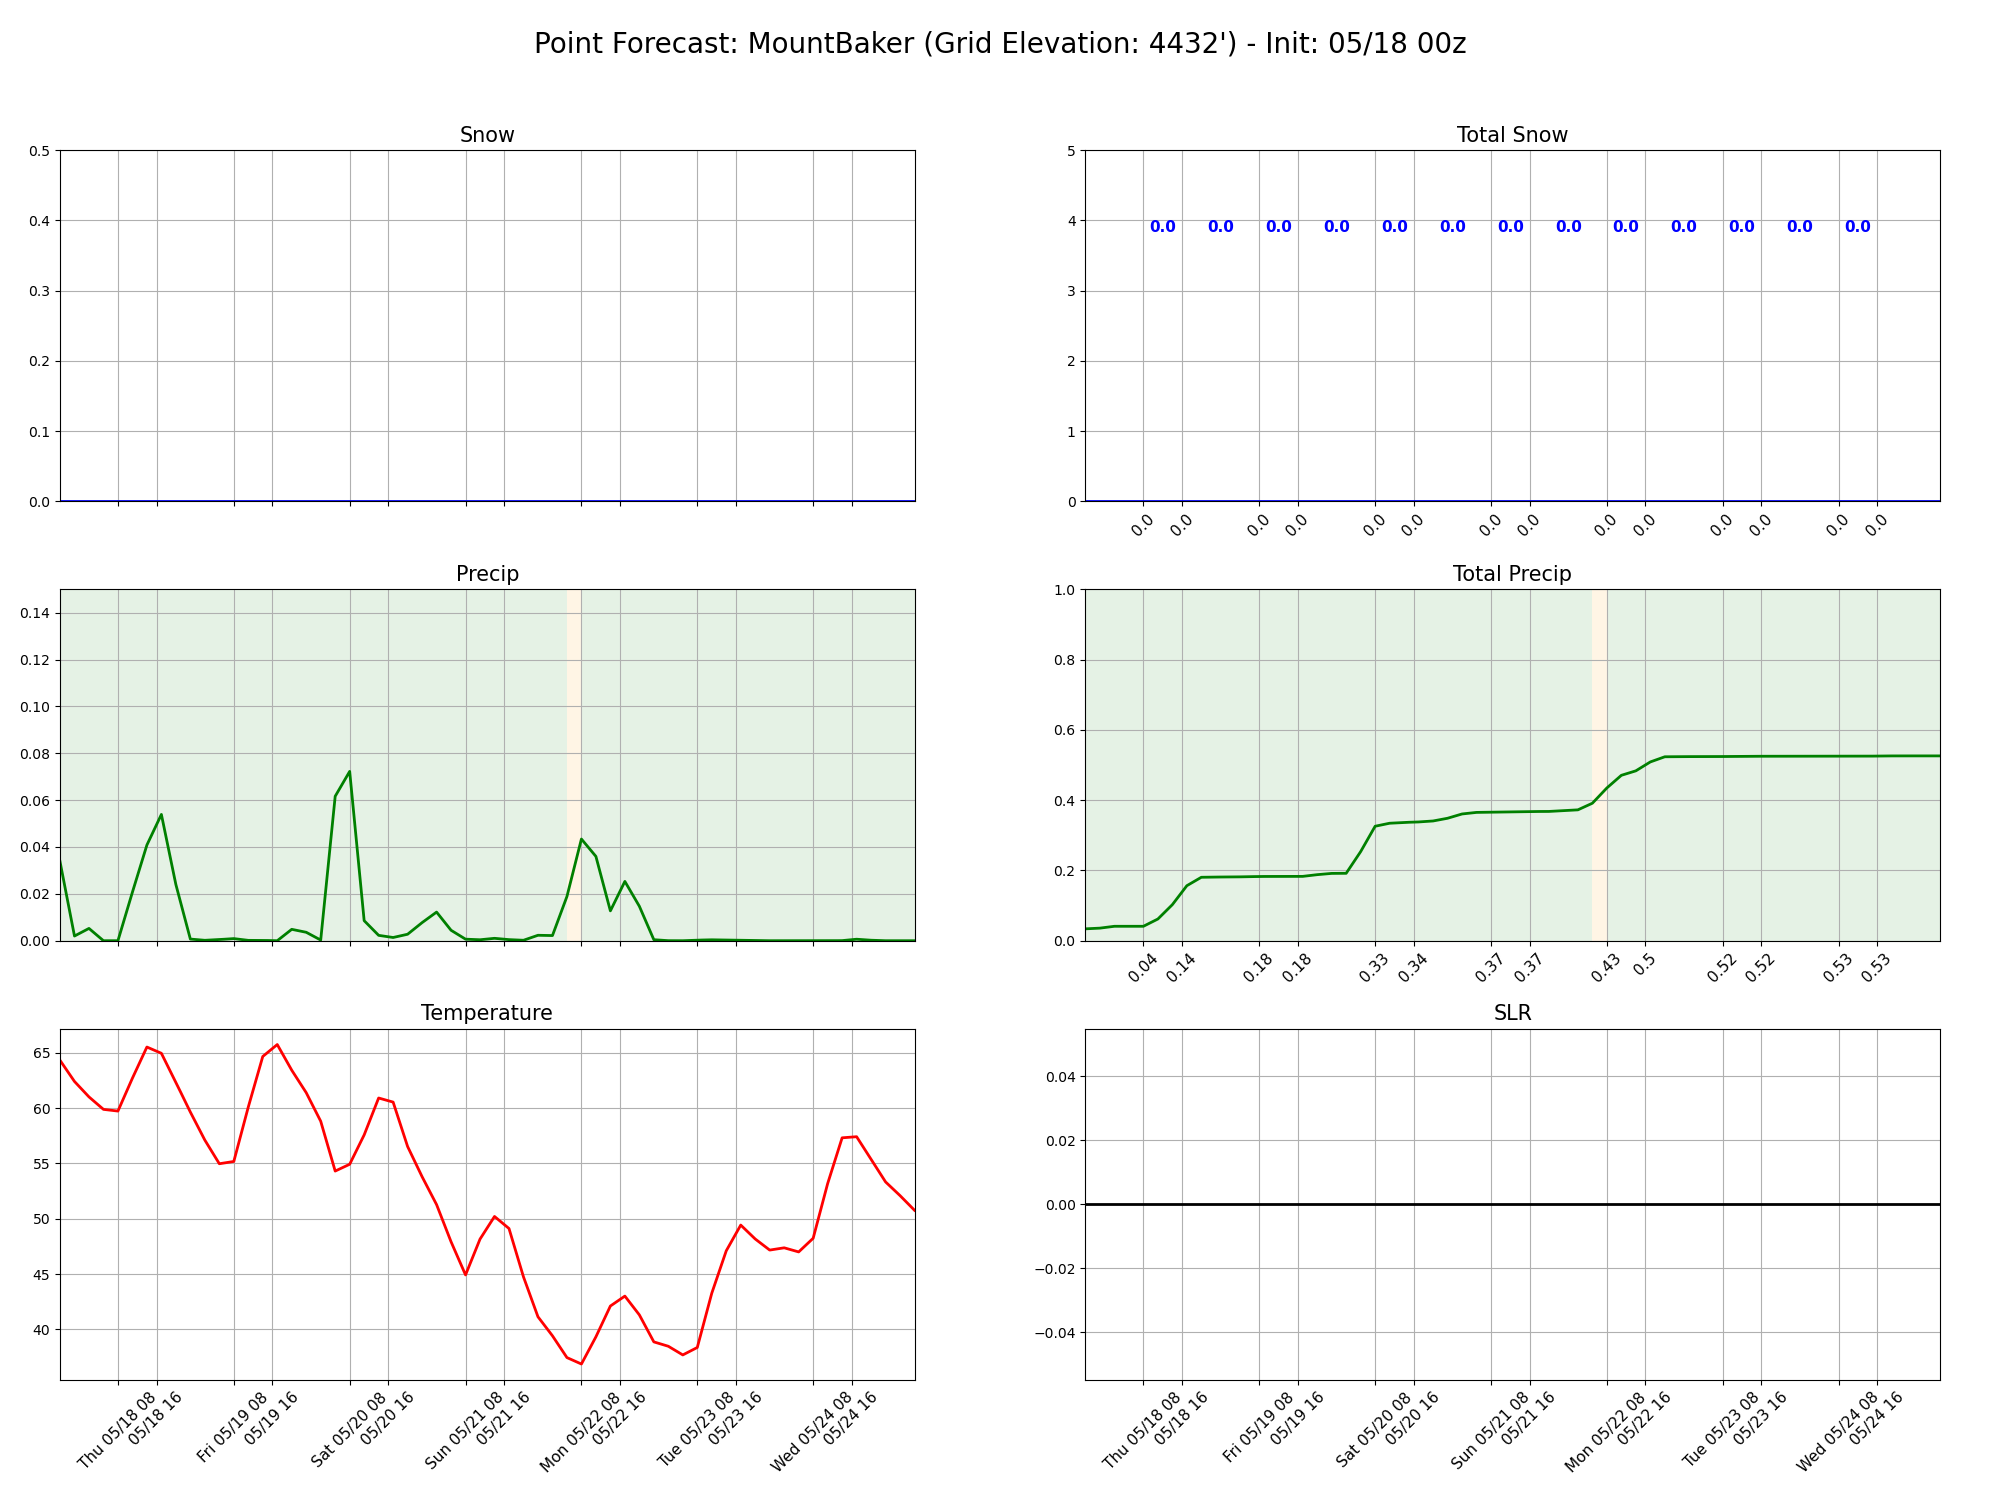 Point Forecast: MountBaker (Grid Elevation: 4432') - Init: 05/18 00z
Snow
0.5
0.4
0.3
0.2
0.1
0.0
Total Snow
5
4
3
2
1
0
0.0 0.0 0.0 0.0 0.0 0.0 0.0 0.0 0.0 0.0 0.0 0.0 0.0
0.0 0.0 0.0 0.0 0.0 0.0 0.0 0.0 0.0 0.0 0.0 0.0 0.0 0.0
Precip
0.14
0.12
0.10
0.08
0.06
0.04
0.02
0.00
Total Precip
1.0
0.8
0.6
0.4
0.2
0.0
0.04 0.14 0.18 0.18 0.33 0.34 0.37 0.37 0.43 0.5 0.52 0.52 0.53 0.53
Temperature
65
60
55
50
45
40
Thu 05/18 08
05/18 16
Fri 05/19 08
05/19 16
Sat 05/20 08
05/20 16
Sun 05/21 08
05/21 16
Mon 05/22 08
05/22 16
Tue 05/23 08
05/23 16
Wed 05/24 08
05/24 16
SLR
0.04
0.02
0.00
−0.02
−0.04
Thu 05/18 08
05/18 16
Fri 05/19 08
05/19 16
Sat 05/20 08
05/20 16
Sun 05/21 08
05/21 16
Mon 05/22 08
05/22 16
Tue 05/23 08
05/23 16
Wed 05/24 08
05/24 16